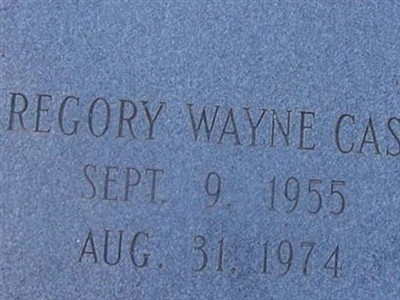 REGORY WAYNE CAS
SEPT. 9, 1955
AUG. 31, 1974